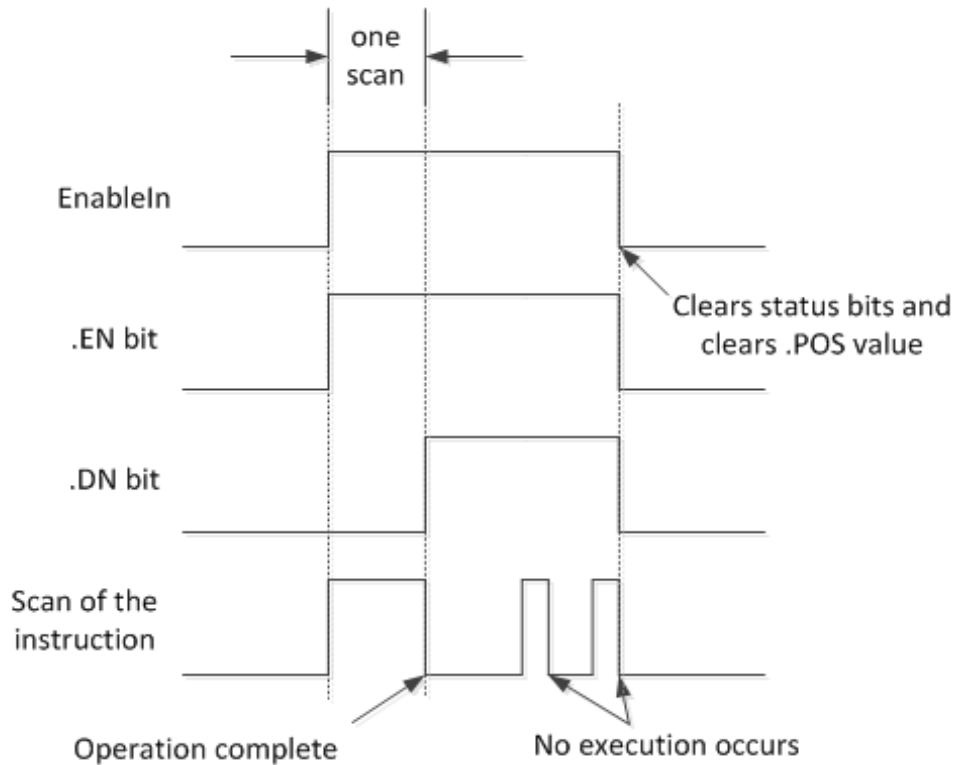 one
scan
EnableIn
Clears status bits and
clears .POS value
.EN bit
.DN bit
Scan of the
instruction
Operation complete
No execution occurs